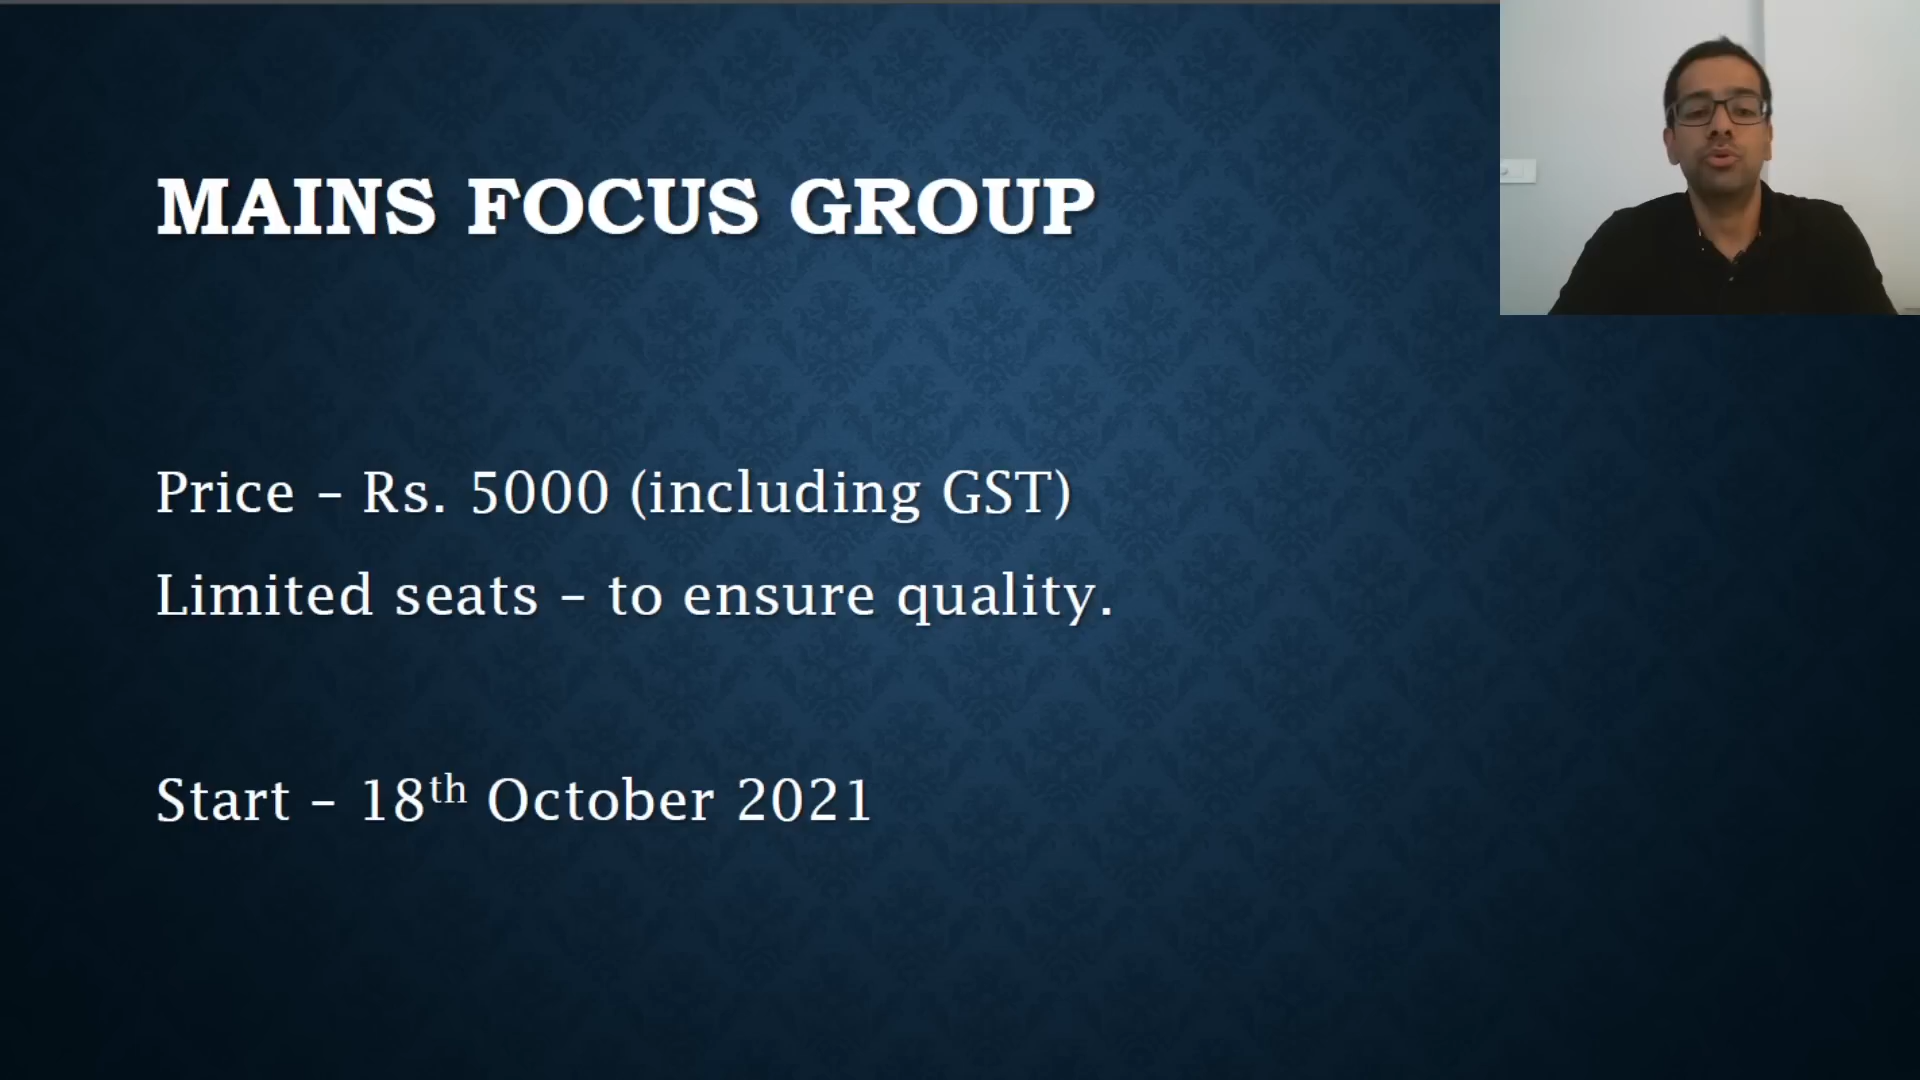 MAINS FOCUS GROUP
Price – Rs. 5000 (including GST)
Limited seats – to ensure quality.
Start – 18th October 2021